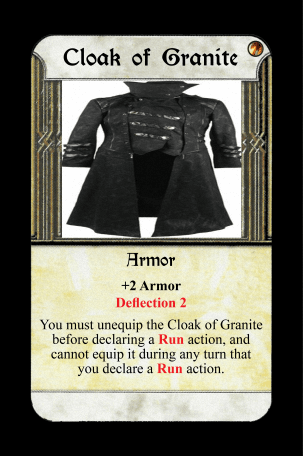 Cloak of Granite
Armor
+2 Armor
Deflection 2
You must unequip the Cloak of Granite
before declaring a Run action, and
cannot equip it during any turn that
you declare a Run action.